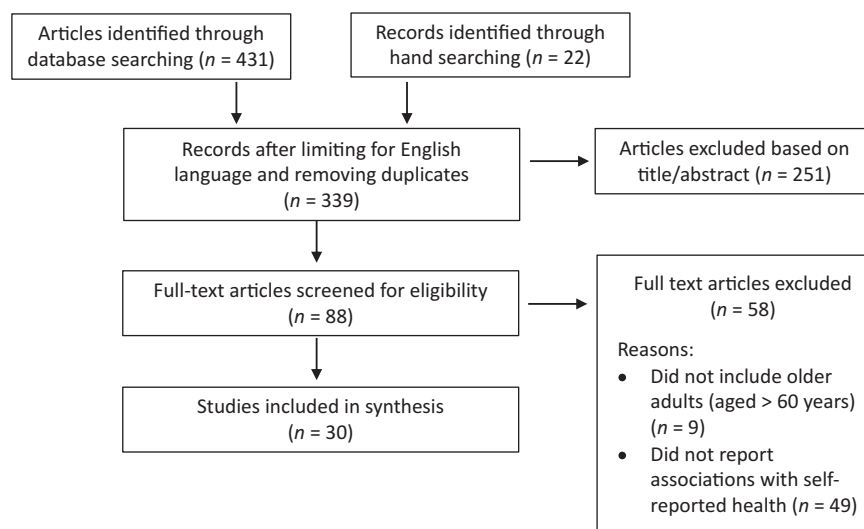 Articles identified through
database searching (n = 431)
Records identified through
hand searching (n = 22)
Records after limiting for English
language and removing duplicates
(n = 339)
Articles excluded based on
title/abstract (n = 251)
Full-text articles screened for eligibility
(n = 88)
Full text articles excluded
(n = 58)
Reasons:
• Did not include older
adults (aged > 60 years)
(n = 9)
• Did not report
associations with self-
reported health (n = 49)
Studies included in synthesis
(n = 30)